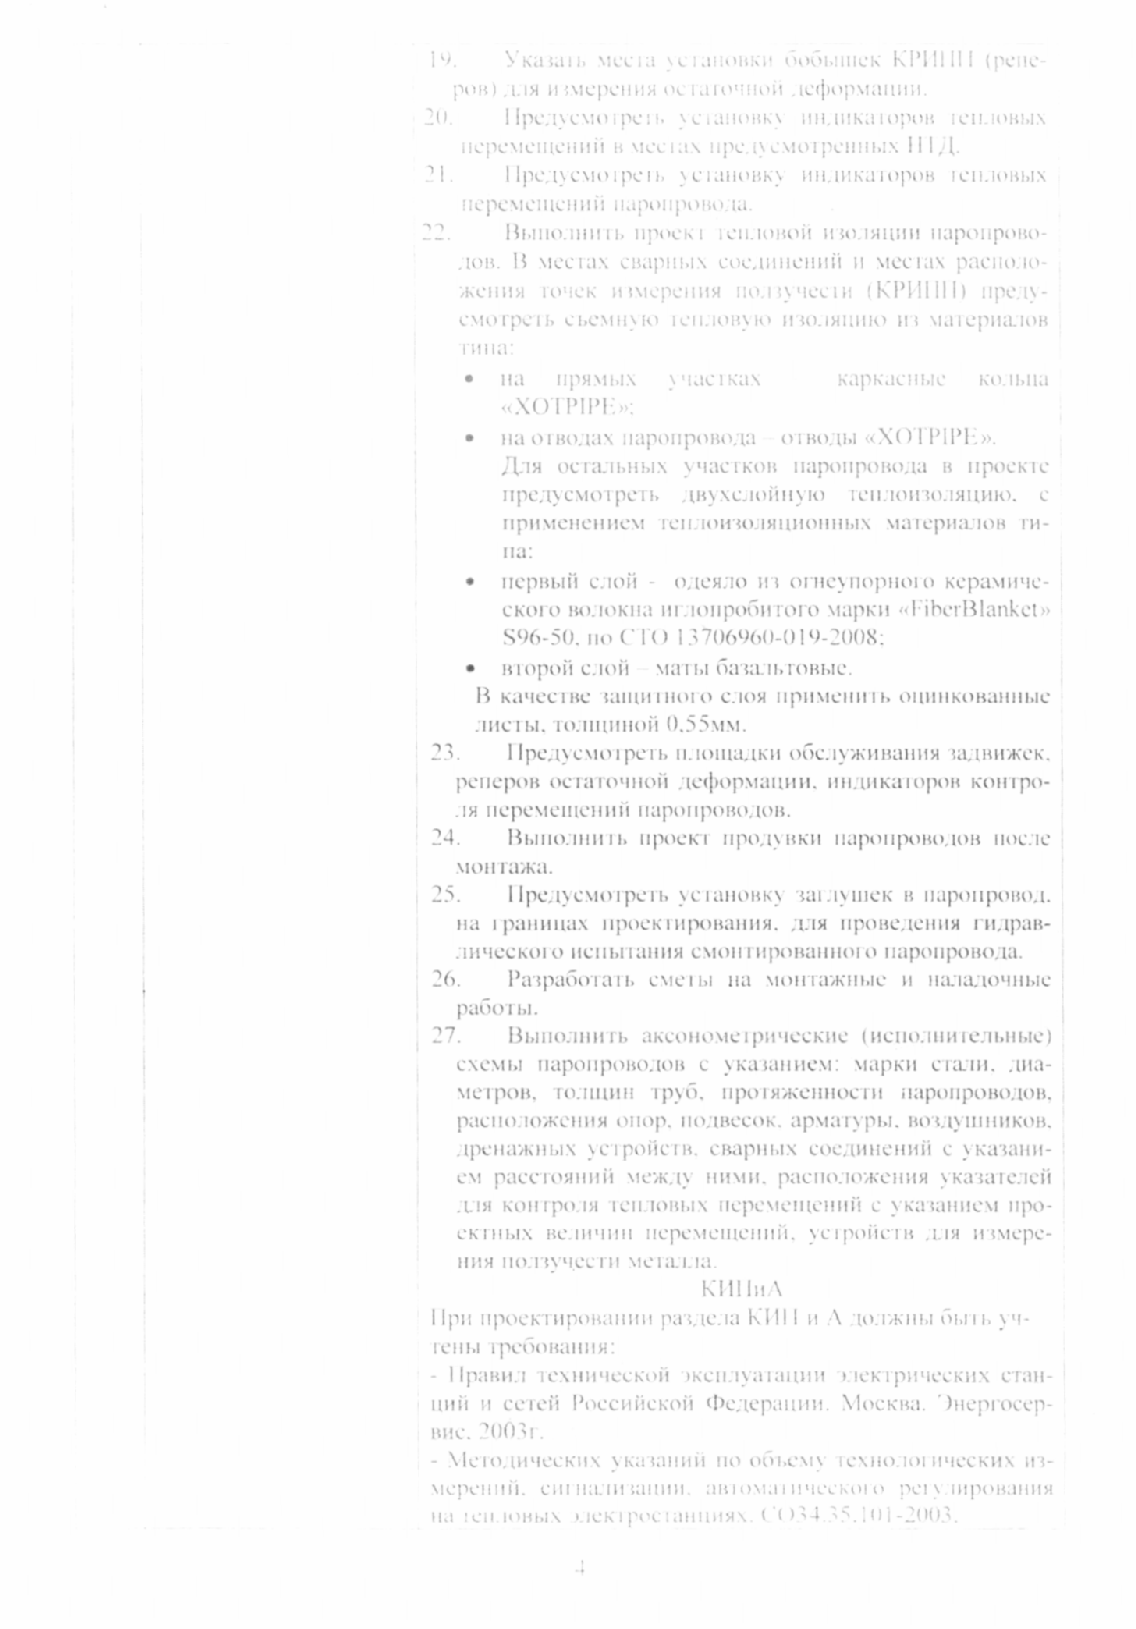 19. Указать места установки бобышек КРИПП (репе-
ров) для измерения остаточной деформации.
20. Предусмотреть установку индикаторов тепловых
перемещений в местах предусмотренных НТД.
21. Предусмотреть установку индикаторов тепловых
перемещений паропровода.
22. Выполнить проект тепловой изоляции паропрово-
дов. В местах сварных соединений и местах располо-
жения точек измерения ползучести (КРИПП) преду-
смотреть съемную тепловую изоляцию из материалов
типа:
• на прямых участках каркасные кольца
«XOTPIPE»;
• на отводах паропровода – отводы «XOTPIPE».
Для остальных участков паропровода в проекте
предусмотреть двухслойную теплоизоляцию, с
применением теплоизоляционных материалов ти-
па:
• первый слой - одеяло из огнеупорного керамиче-
ского волокна иглопробитого марки «FiberBlanket»
S96-50, по СТО 13706960-019-2008;
• второй слой – маты базальтовые.
В качестве защитного слоя применить оцинкованные
листы, толщиной 0,55мм.
23. Предусмотреть площадки обслуживания задвижек,
реперов остаточной деформации, индикаторов контро-
ля перемещений паропроводов.
24. Выполнить проект продувки паропроводов после
монтажа.
25. Предусмотреть установку заглушек в паропровод,
на границах проектирования, для проведения гидрав-
лического испытания смонтированного паропровода.
26. Разработать сметы на монтажные и наладочные
работы.
27. Выполнить аксонометрические (исполнительные)
схемы паропроводов с указанием: марки стали, диа-
метров, толщин труб, протяженности паропроводов,
расположения опор, подвесок, арматуры, воздушников,
дренажных устройств, сварных соединений с указани-
ем расстояний между ними, расположения указателей
для контроля тепловых перемещений с указанием про-
ектных величин перемещений, устройств для измере-
ния ползучести металла.
КИПиА
При проектировании раздела КИП и А должны быть уч-
тены требования:
- Правил технической эксплуатации электрических стан-
ций и сетей Российской Федерации. Москва. Энергосер-
вис. 2003г.
- Методических указаний по объему технологических из-
мерений, сигнализации, автоматического регулирования
на тепловых электростанциях. СО34.35.101-2003.
4